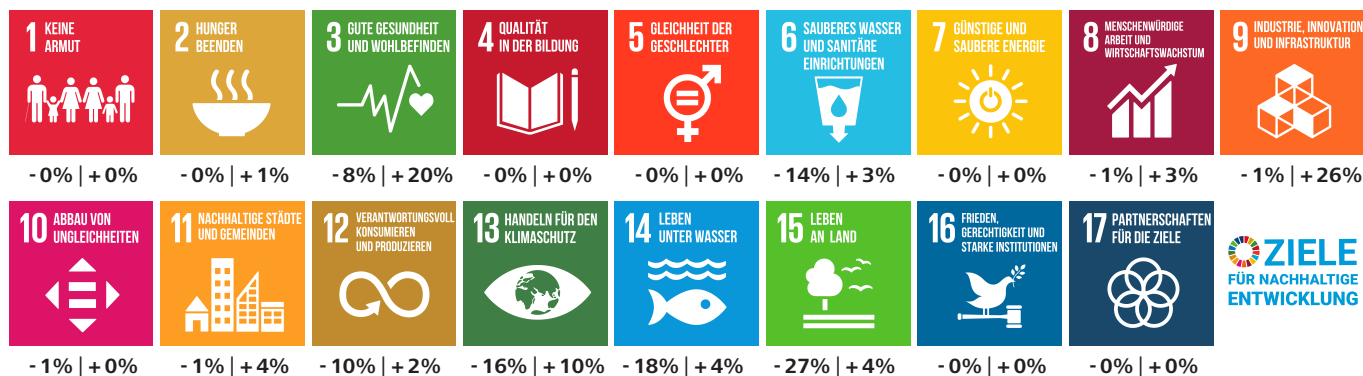 1 KEINE
ARMUT
2 HUNGER
BEENDEN
3 GUTE GESUNDHEIT
UND WOHLBEFINDEN
4 QUALITÄT
IN DER BILDUNG
5 GLEICHHEIT DER
GESCHLECHTER
6 SAUBERES WASSER
UND SANITÄRE
EINRICHTUNGEN
7 GÜNSTIGE UND
SAUBERE ENERGIE
8 MENSCHENWÜRDIGE
ARBEIT UND
WIRTSCHAFTSWACHSTUM
9 INDUSTRIE, INNOVATION
UND INFRASTRUKTUR
-0% | +0%
-0% | +1%
-8% | +20%
-0% | +0%
-0% | +0%
-14% | +3%
-0% | +0%
-1% | +3%
-1% | +26%
10 ABBAU VON
UNGLEICHHEITEN
11 NACHHALTIGE STÄDTE
UND GEMEINDEN
12 VERANTWORTUNGSVOLL
KONSUMIEREN
UND PRODUZIEREN
13 HANDELN FÜR DEN
KLIMASCHUTZ
14 LEBEN
UNTER WASSER
15 LEBEN
AN LAND
16 FRIEDEN,
GERECHTIGKEIT UND
STARKE INSTITUTIONEN
17 PARTNERSCHAFTEN
FÜR DIE ZIELE
ZIELE
FÜR NACHHALTIGE
ENTWICKLUNG
-1% | +0%
-1% | +4%
-10% | +2%
-16% | +10%
-18% | +4%
-27% | +4%
-0% | +0%
-0% | +0%